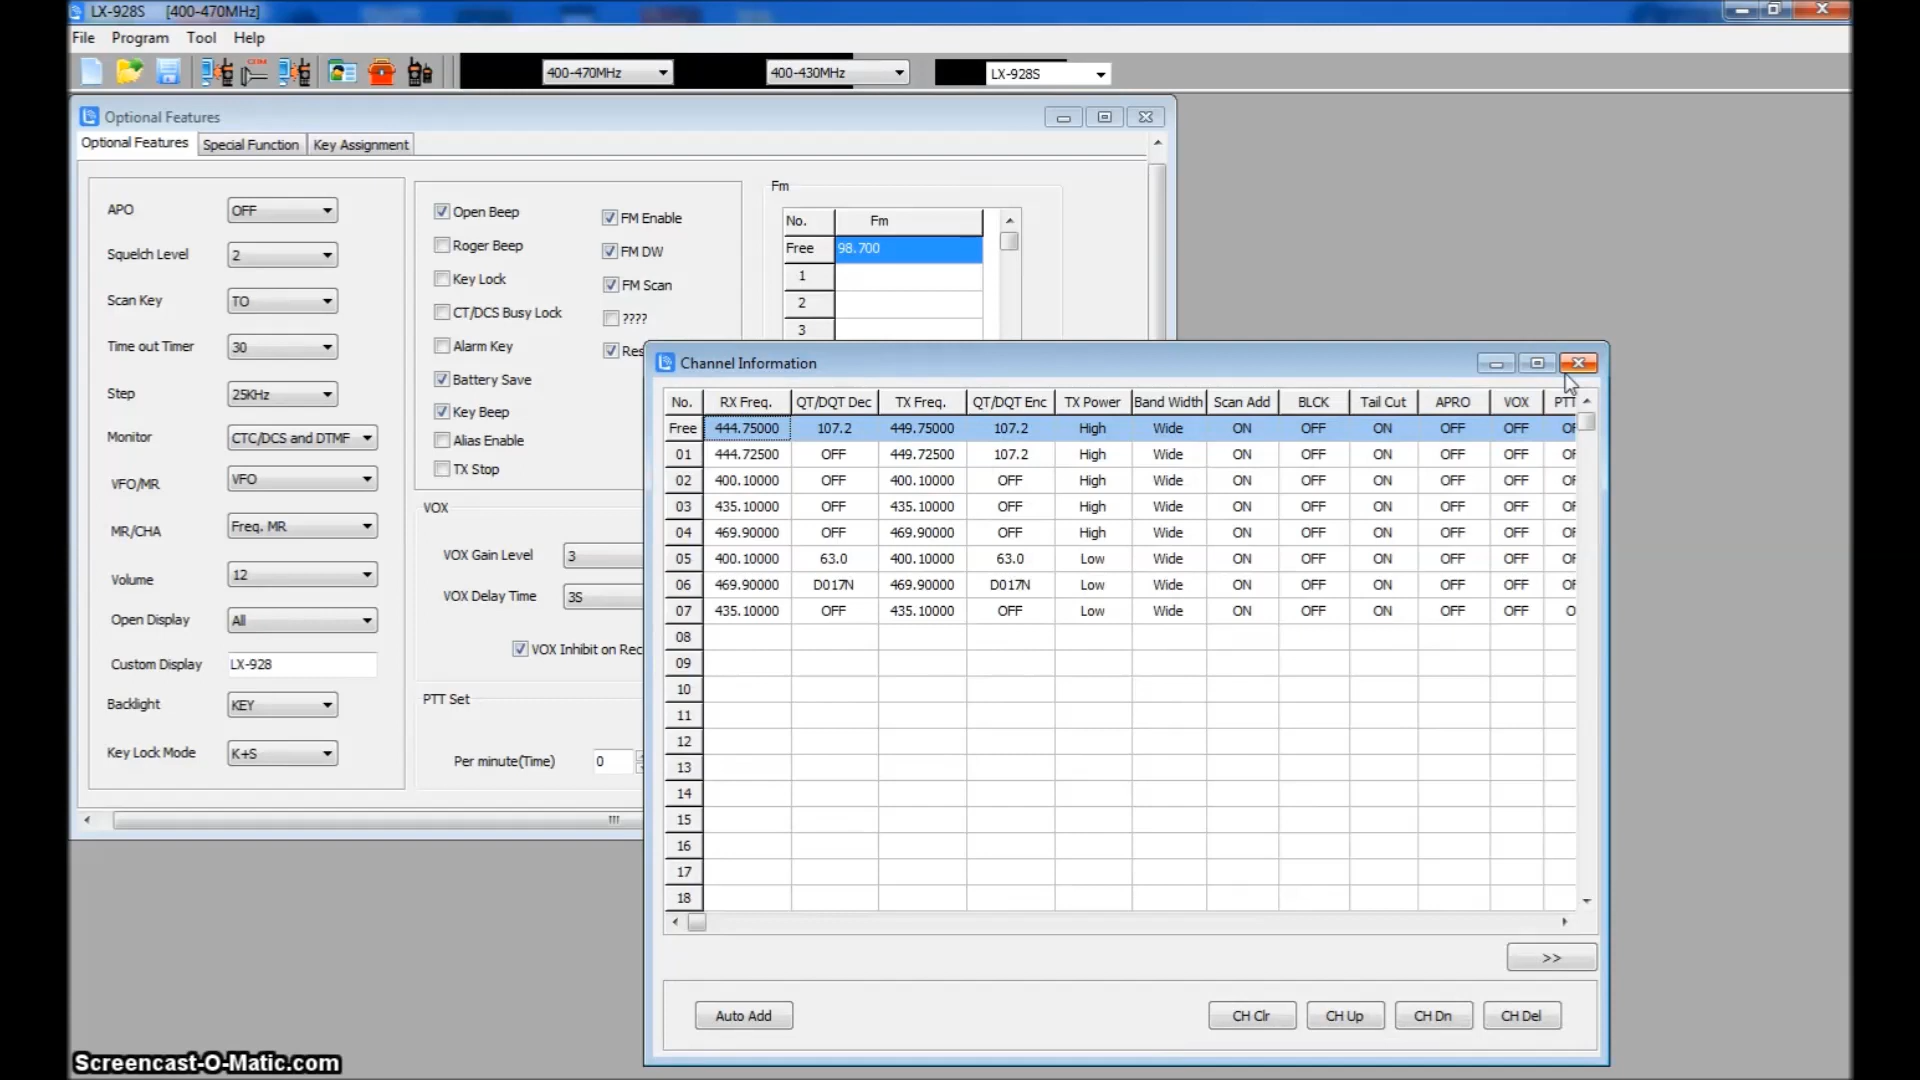 LX-928S [400-470MHz]
File Program Tool Help
400-470MHz 400-430MHz LX-928S
Optional Features
Optional Features Special Function Key Assignment
APO OFF
Squelch Level 2
Scan Key TO
Time out Timer 30
Step 25KHz
Monitor CTC/DCS and DTMF
VFO/MR VFO
MR/CHA Freq. MR
Volume 12
Open Display All
Custom Display LX-928
Backlight KEY
Key Lock Mode K+S
Open Beep FM Enable
Roger Beep FM DW
Key Lock FM Scan
CT/DCS Busy Lock ????
Alarm Key Res
Battery Save
Key Beep
Alias Enable
TX Stop
VOX
VOX Gain Level 3
VOX Delay Time 3S
VOX Inhibit on Rec
PTT Set
Per minute(Time) 0
Fm
No. Fm
Free 98.700
1
2
3
Channel Information
No. RX Freq. QT/DQT Dec TX Freq. QT/DQT Enc TX Power Band Width Scan Add BLCK Tail Cut APRO VOX PTT
Free 444.75000 107.2 449.75000 107.2 High Wide ON OFF ON OFF OFF OF
01 444.72500 OFF 449.72500 107.2 High Wide ON OFF ON OFF OFF OF
02 400.10000 OFF 400.10000 OFF High Wide ON OFF ON OFF OFF OF
03 435.10000 OFF 435.10000 OFF High Wide ON OFF ON OFF OFF OF
04 469.90000 OFF 469.90000 OFF High Wide ON OFF ON OFF OFF OF
05 400.10000 63.0 400.10000 63.0 Low Wide ON OFF ON OFF OFF OF
06 469.90000 D017N 469.90000 D017N Low Wide ON OFF ON OFF OFF OF
07 435.10000 OFF 435.10000 OFF Low Wide ON OFF ON OFF OFF O
08
09
10
11
12
13
14
15
16
17
18
>>
Auto Add CH Clr CH Up CH Dn CH Del
Screencast-O-Matic.com